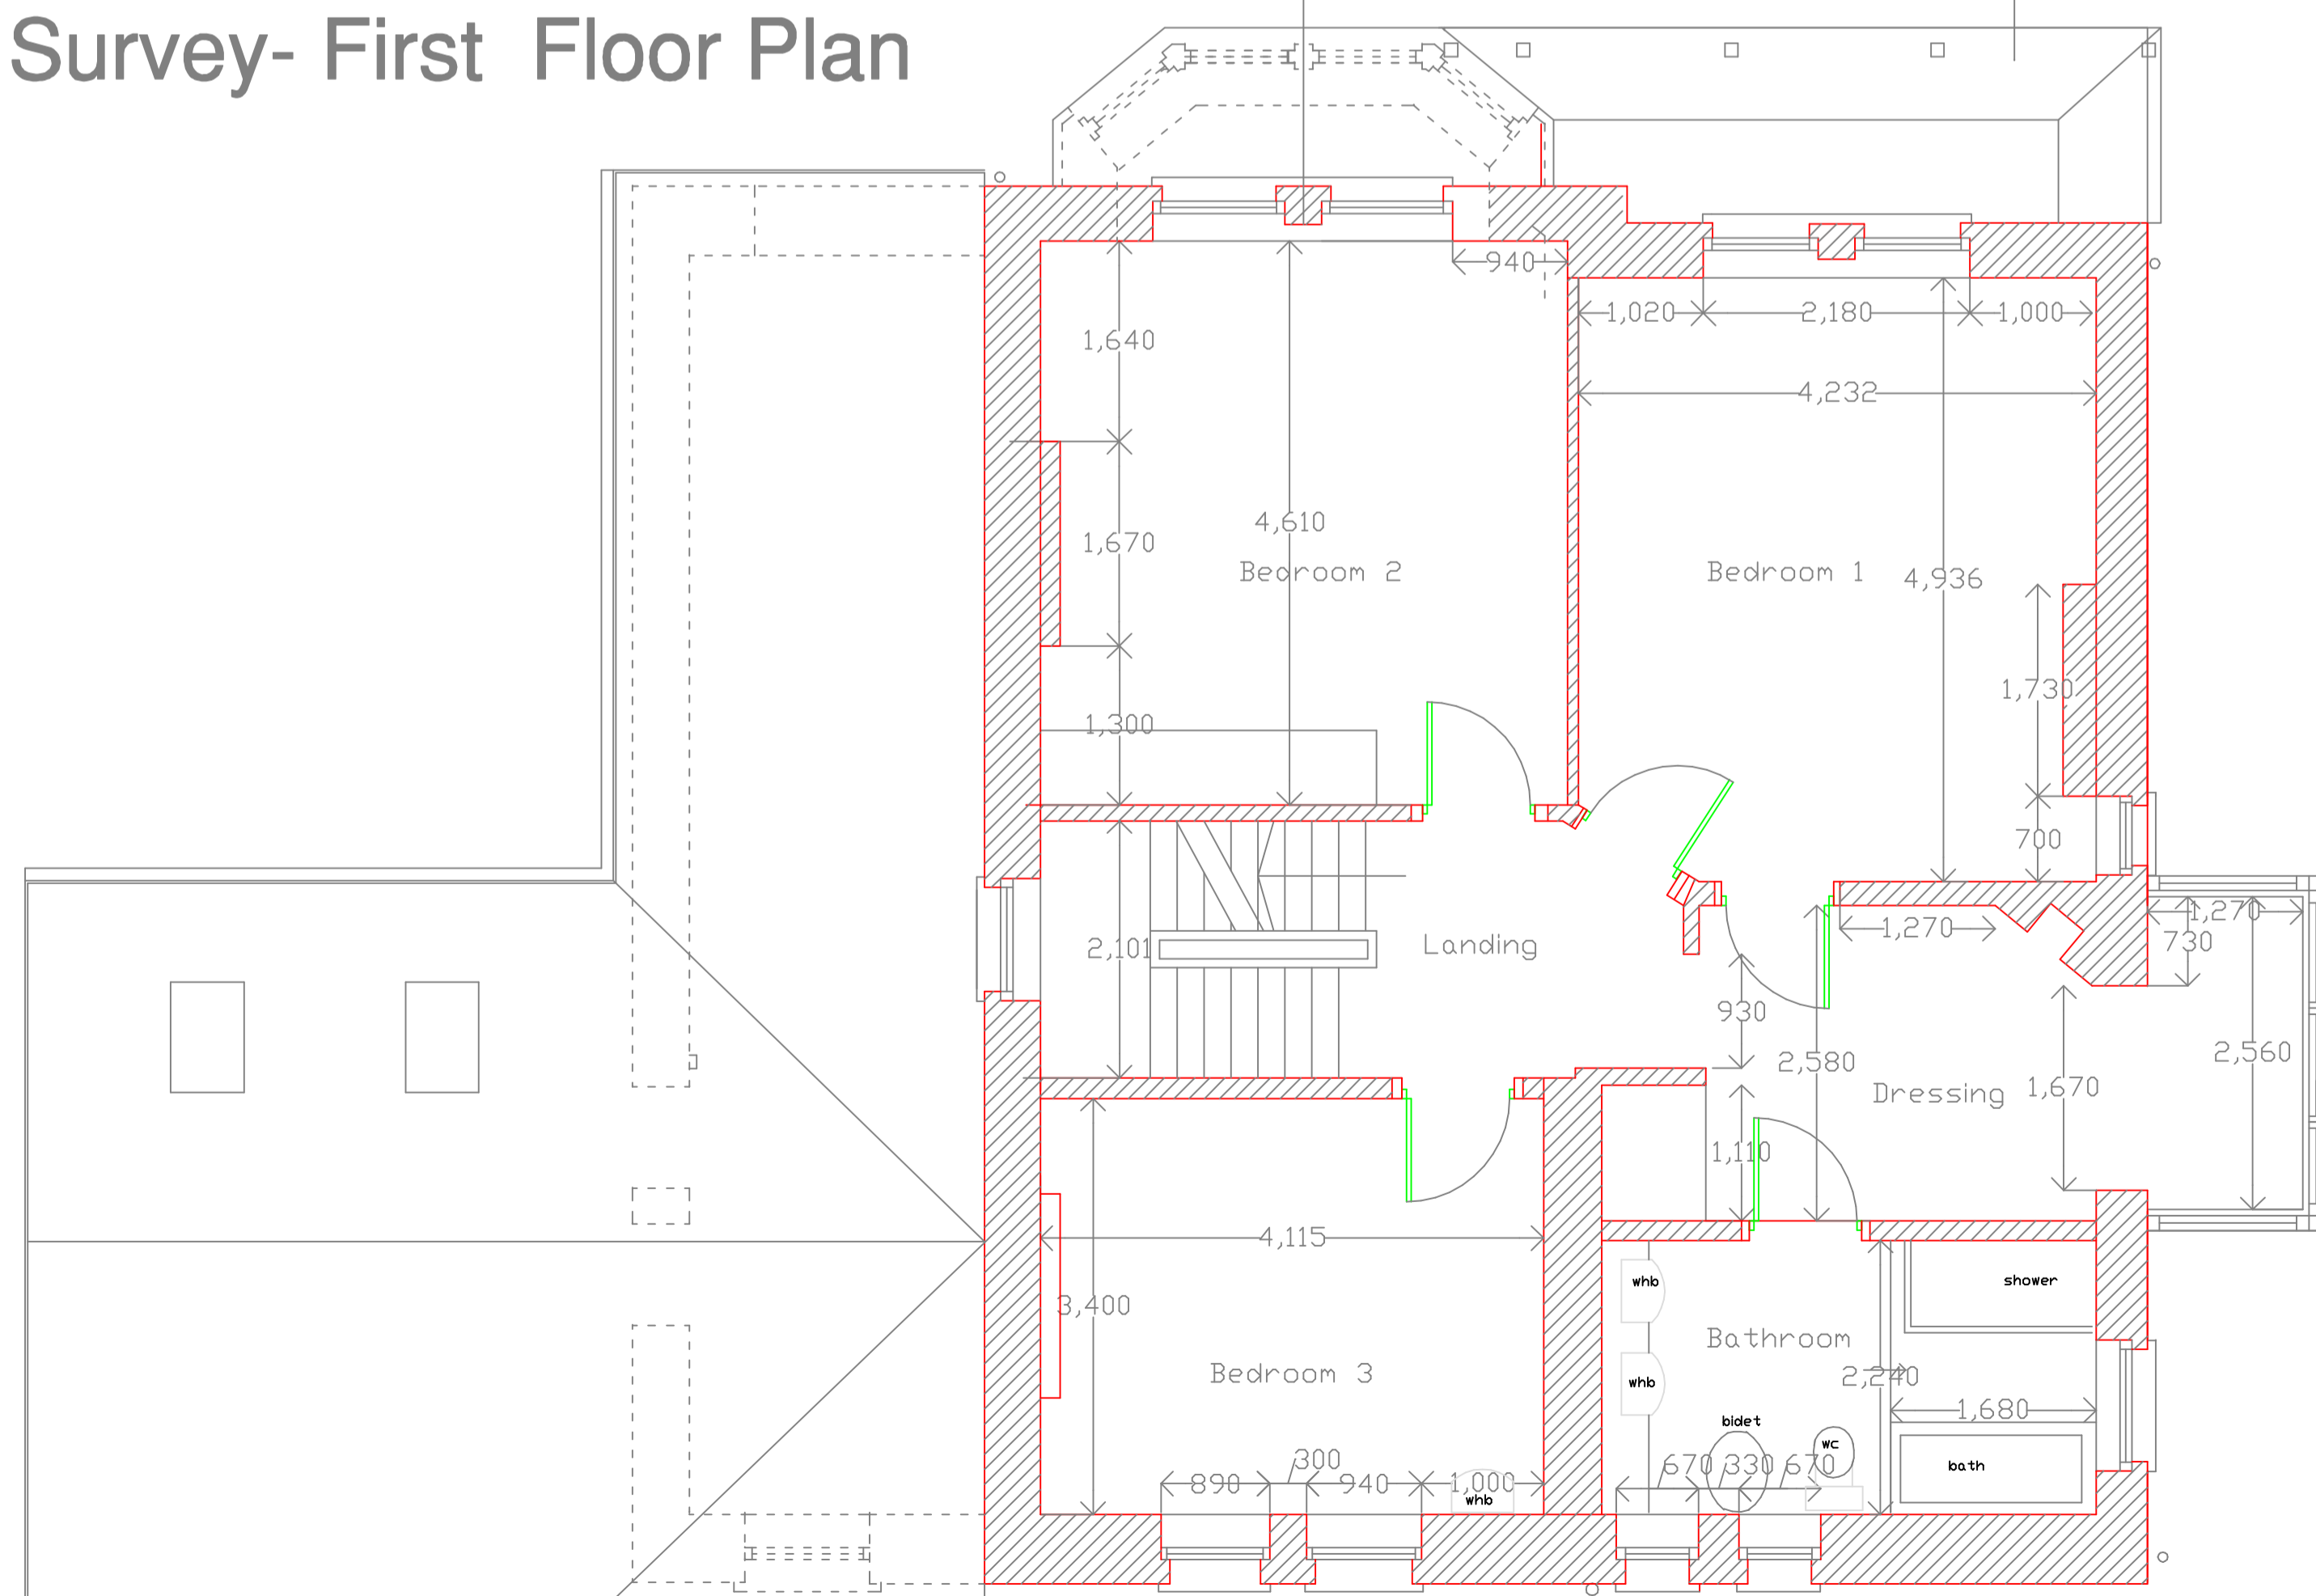 Survey- First Floor Plan
940
1,020
2,180
1,000
1,640
4,232
4,610
1,670
Bedroom 2
Bedroom 1
4,936
1,730
1,300
700
2,101
Landing
1,270
1,270
730
930
2,580
2,560
1,670
Dressing
1,110
4,115
whb
shower
3,400
Bathroom
Bedroom 3
2,240
whb
1,680
bidet
wc
300
670
330
670
bath
890
940
1,000
whb